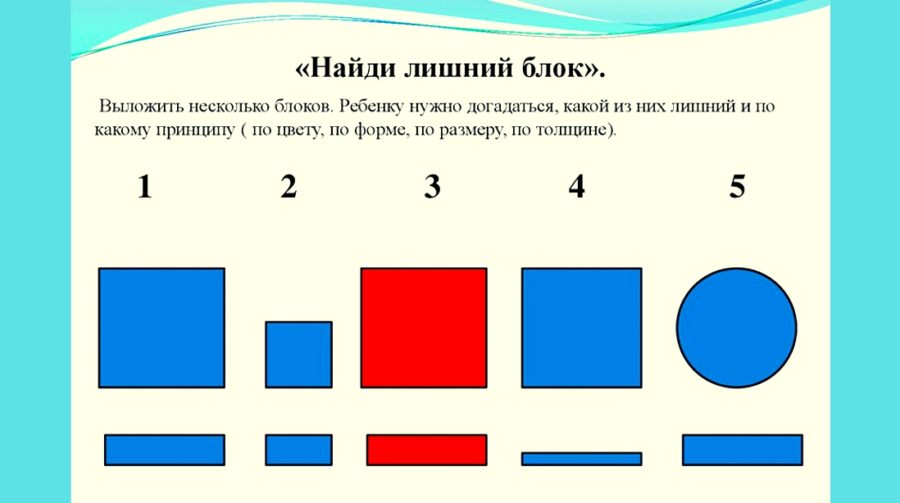 «Найди лишний блок».
Выложить несколько блоков. Ребенку нужно догадаться, какой из них лишний и по
какому принципу ( по цвету, по форме, по размеру, по толщине).
1 2 3 4 5